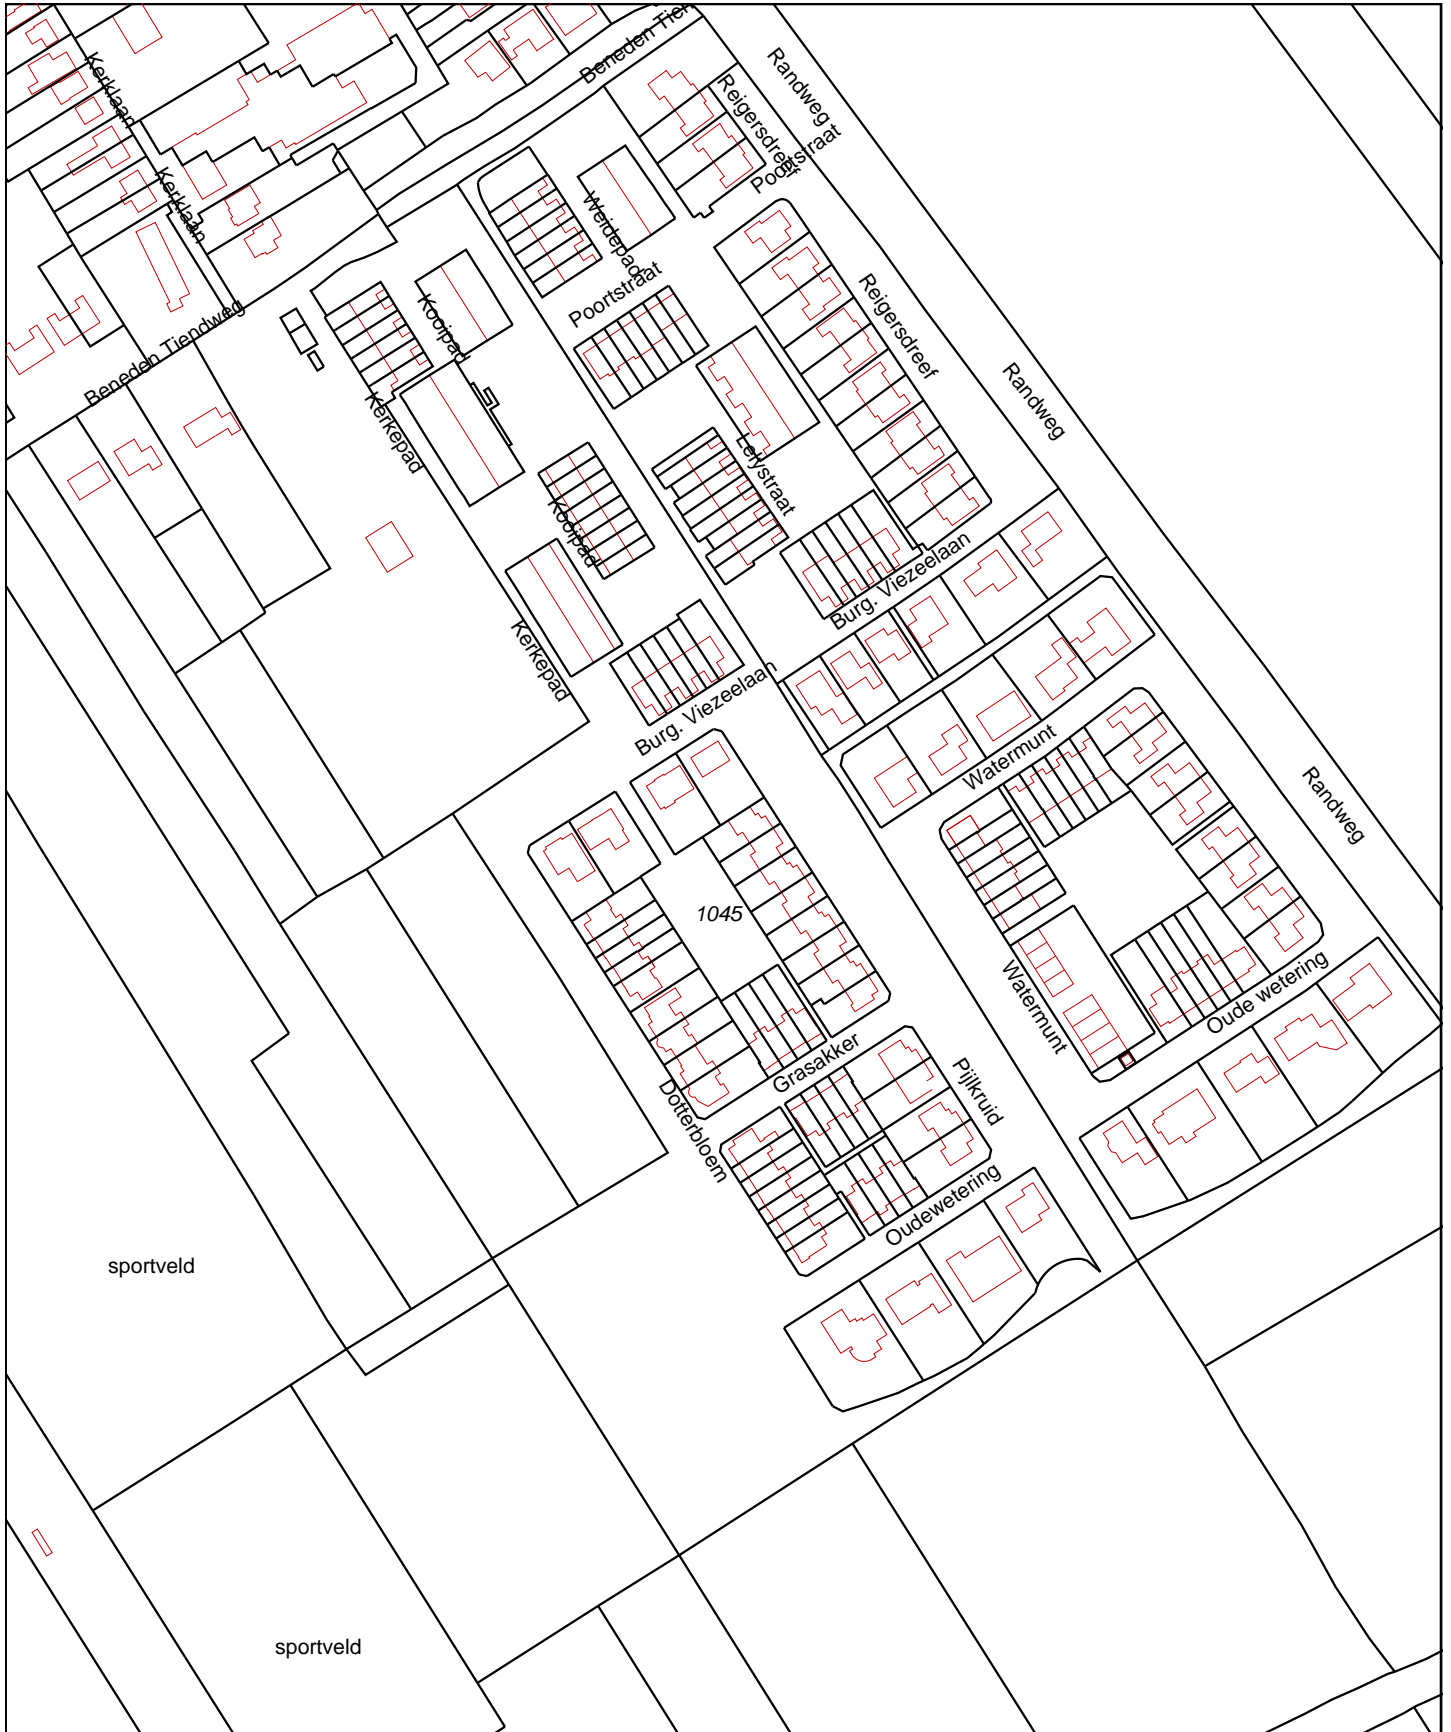 Beneden Tien
Randweg
Kerklaan
Reigersdreef
Poortstraat
Kerklaan
Weidepad
Poortstraat
Kooipad
Reigersdreef
Beneden Tiendweg
Randweg
Kerkepad
Lelystraat
Kooipad
Burg. Viezeelaan
Kerkepad
Burg. Viezeelaan
Watermunt
Randweg
1045
Watermunt
Oude wetering
Grasakker
Pijlkruid
Dotterbloem
Oudewetering
sportveld
sportveld